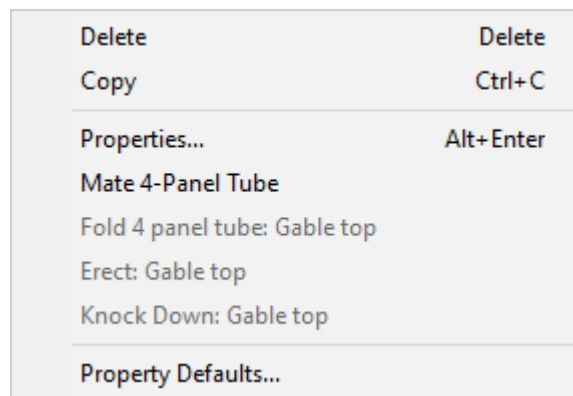 Delete Delete
Copy Ctrl+C
Properties... Alt+Enter
Mate 4-Panel Tube
Fold 4 panel tube: Gable top
Erect: Gable top
Knock Down: Gable top
Property Defaults...